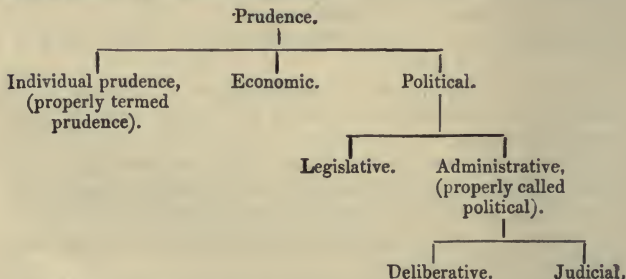 Prudence.
Individual prudence,
(properly termed
prudence).
Economic.
Political.
Legislative.
Administrative,
(properly called
political).
Deliberative.
Judicial.